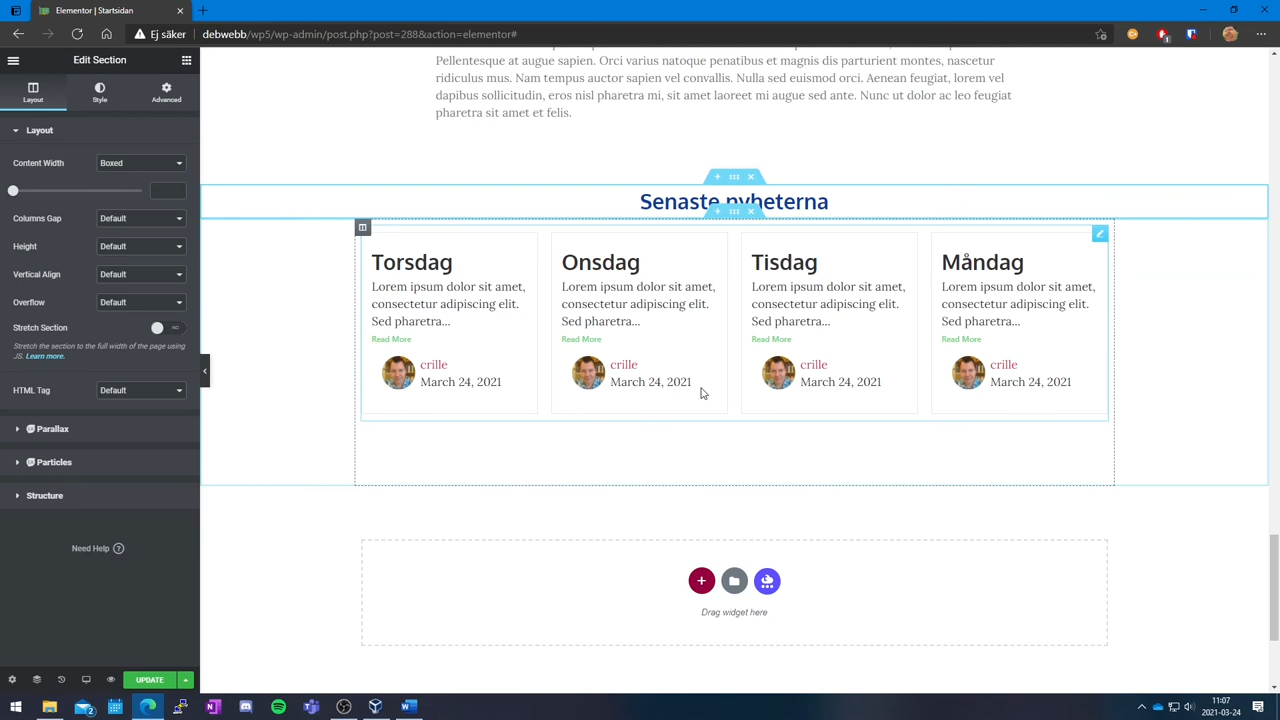 Elementor | Startsidan
Ej säker
debwebb/wp5/wp-admin/post.php?post=288&action=elementor#
1
Edit Section
Pellentesque at augue sapien. Orci varius natoque penatibus et magnis dis parturient montes, nascetur
ridiculus mus. Nam tempus auctor sapien vel convallis. Nulla sed euismod orci. Aenean feugiat, lorem vel
dapibus sollicitudin, eros nisl pharetra mi, sit amet laoreet mi augue sed ante. Nunc ut dolor ac leo feugiat
pharetra sit amet et felis.
Layout
Style
Layout
Content Width
Boxed
Columns Gap
Default
Height
Default
Vertical Align
Default
Overflow
Default
Stretch Section
NO
Stretch the section to the full width of the page using
JS. Learn more.
HTML Tag
Default
Parallax
Particles
Structure
Need Help ?
UPDATE
Senaste nyheterna
Torsdag
Lorem ipsum dolor sit amet,
consectetur adipiscing elit.
Sed pharetra...
Read More
crille
March 24, 2021
Onsdag
Lorem ipsum dolor sit amet,
consectetur adipiscing elit.
Sed pharetra...
Read More
crille
March 24, 2021
Tisdag
Lorem ipsum dolor sit amet,
consectetur adipiscing elit.
Sed pharetra...
Read More
crille
March 24, 2021
Måndag
Lorem ipsum dolor sit amet,
consectetur adipiscing elit.
Sed pharetra...
Read More
crille
March 24, 2021
Drag widget here
11:07
2021-03-24